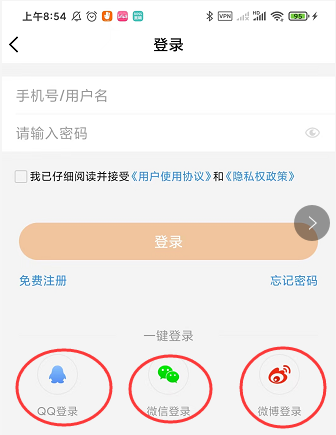 上午8:54 VPN HD 95
登录
手机号/用户名
请输入密码
我已仔细阅读并接受《用户使用协议》和《隐私权政策》
登录
免费注册 忘记密码
一键登录
QQ登录 微信登录 微博登录